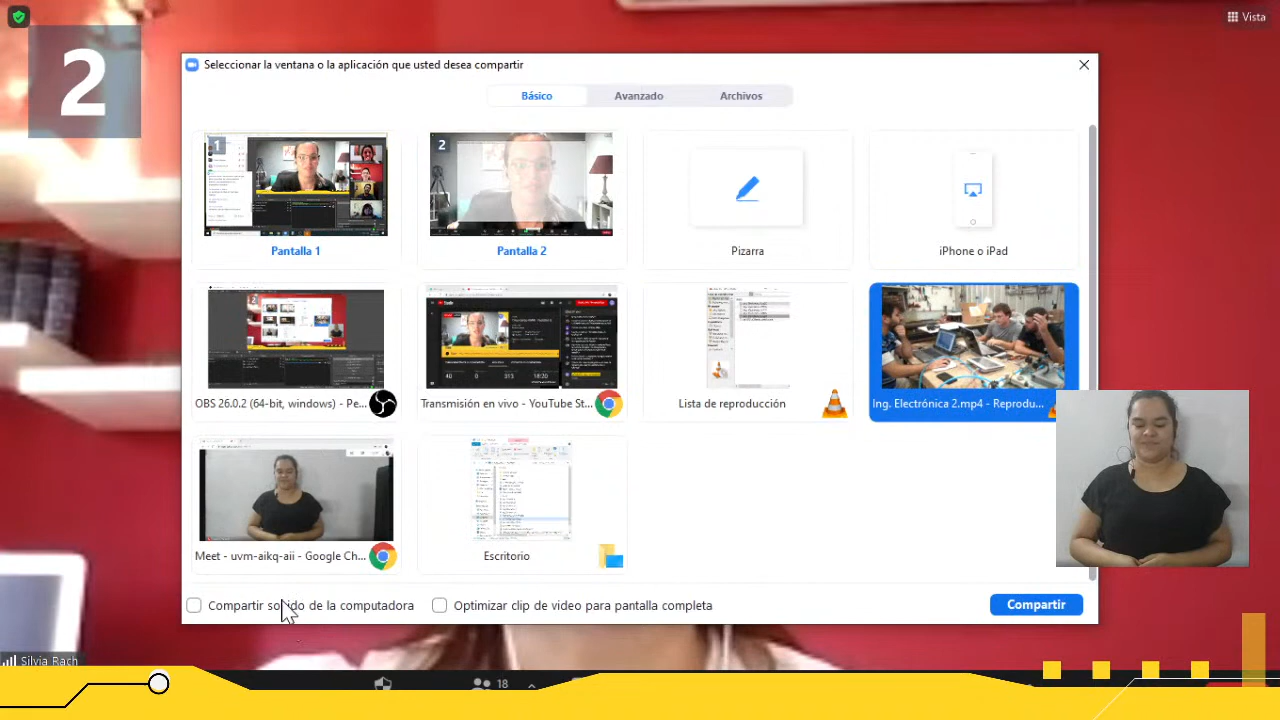 Vista
2
Seleccionar la ventana o la aplicación que usted desea compartir
Básico
Avanzado
Archivos
1
2
Pantalla 1
Pantalla 2
Pizarra
iPhone o iPad
OBS 26.0.2 (64-bit, windows) - Pe...
Transmisión en vivo - YouTube St...
Lista de reproducción
Ing. Electrónica 2.mp4 - Reprodu...
Meet - uvm-aikq-aii - Google Ch...
Escritorio
Compartir sonido de la computadora
Optimizar clip de video para pantalla completa
Compartir
Silvia Rach
18